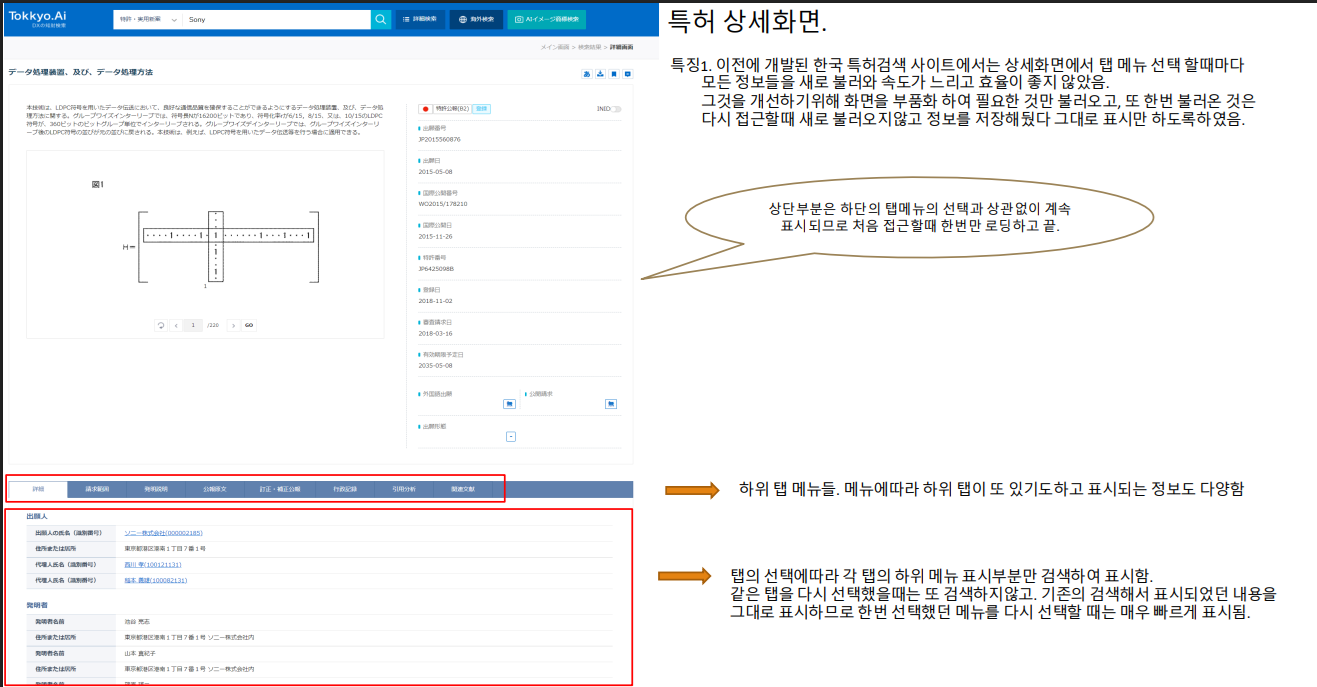 Tokkyo.Ai
DXの知財検索
特許・実用新案
Sony
詳細検索
海外検索
AIイメージ商標検索
メイン画面 > 検索結果 > 詳細画面
データ処理装置、及び、データ処理方法
あ
本技術は、LDPC符号を用いたデータ伝送において、良好な通信品質を確保することができるようにするデータ処理装置、及び、データ処
理方法に関する。グループワイズインターリーブでは、符号長Nが16200ビットであり、符号化率rが6/15、8/15、又は、10/15のLDPC
符号が、360ビットのビットグループ単位でインターリーブされる。グループワイズデインターリーブでは、グループワイズインターリ
ーブ後のLDPC符号の並びが元の並びに戻される。本技術は、例えば、LDPC符号を用いたデータ伝送等を行う場合に適用できる。
図1
H=
1
1 /220 > GO
特許公報(B2) 登録
INED
出願番号
JP2015560876
出願日
2015-05-08
国際公開番号
WO2015/178210
国際公開日
2015-11-26
特許番号
JP6425098B
登録日
2018-11-02
審査請求日
2018-03-16
有効期限予定日
2035-05-08
外国語出願
公開請求
無
無
出願形態
-
詳細 請求範囲 発明説明 公報原文 訂正・補正公報 行政記録 引用分析 関連文献
出願人
出願人の氏名（識別番号） ソニー株式会社(000002185)
住所または居所 東京都港区港南１丁目７番１号
代理人氏名（識別番号） 西川 孝(100121131)
代理人氏名（識別番号） 稲本 義雄(100082131)
発明者
発明者名前 池谷 亮志
住所または居所 東京都港区港南１丁目７番１号 ソニー株式会社内
発明者名前 山本 真紀子
住所または居所 東京都港区港南１丁目７番１号 ソニー株式会社内
발 특허 상세화면.
특징1. 이전에 개발된 한국 특허검색 사이트에서는 상세화면에서 탭 메뉴 선택 할때마다
모든 정보들을 새로 불러와 속도가 느리고 효율이 좋지 않았음.
그것을 개선하기위해 화면을 부품화 하여 필요한 것만 불러오고, 또 한번 불러온 것은
다시 접근할때 새로 불러오지않고 정보를 저장해뒀다 그대로 표시만 하도록하였음.
상단부분은 하단의 탭메뉴의 선택과 상관없이 계속
표시되므로 처음 접근할때 한번만 로딩하고 끝.
하위 탭 메뉴들. 메뉴에따라 하위 탭이 또 있기도하고 표시되는 정보도 다양함
탭의 선택에따라 각 탭의 하위 메뉴 표시부분만 검색하여 표시함.
같은 탭을 다시 선택했을때는 또 검색하지않고. 기존의 검색해서 표시되었던 내용을
그대로 표시하므로 한번 선택했던 메뉴를 다시 선택할 때는 매우 빠르게 표시됨.